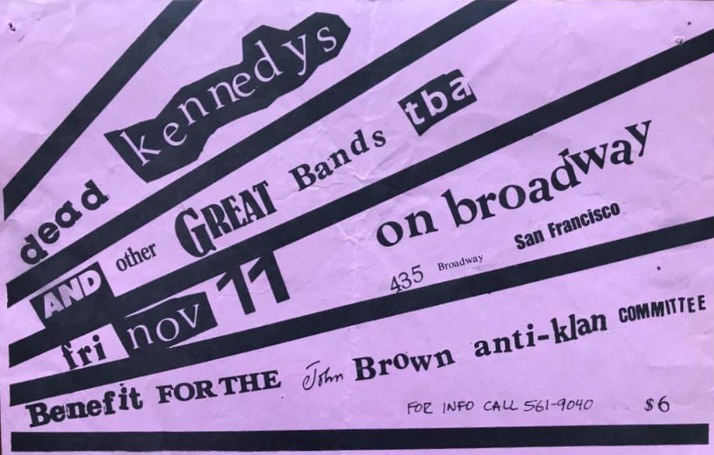 dead kennedys
AND other GREAT Bands tba
fri nov 11 on broadway
435 Broadway San Francisco
Benefit FOR THE John Brown anti-klan COMMITTEE
FOR INFO CALL 561-9040 $6